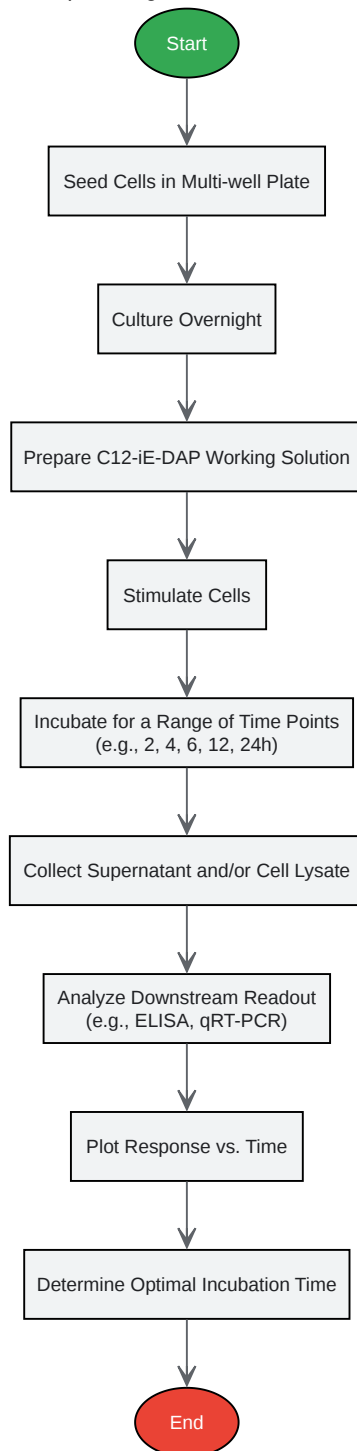 Start
Seed Cells in Multi-well Plate
Culture Overnight
Prepare C12-iE-DAP Working Solution
Stimulate Cells
Incubate for a Range of Time Points
(e.g., 2, 4, 6, 12, 24h)
Collect Supernatant and/or Cell Lysate
Analyze Downstream Readout
(e.g., ELISA, qRT-PCR)
Plot Response vs. Time
Determine Optimal Incubation Time
End